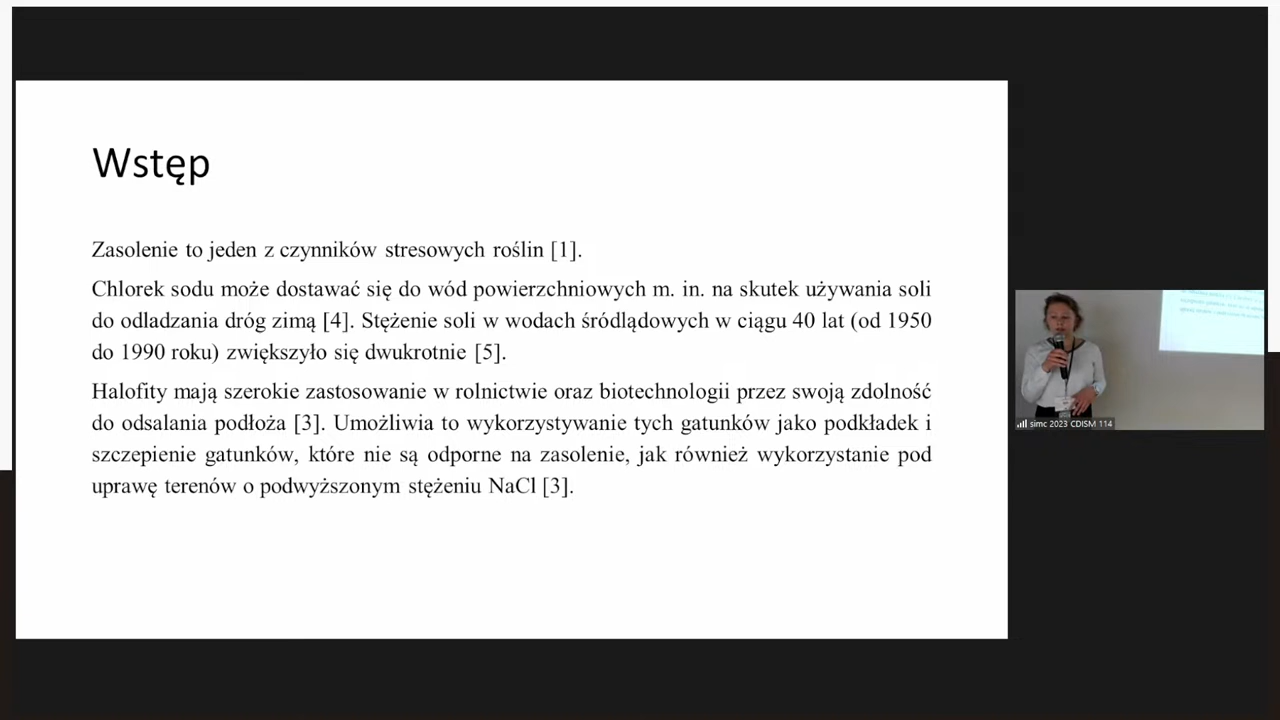 Wstęp
Zasolenie to jeden z czynników stresowych roślin [1].
Chlorek sodu może dostawać się do wód powierzchniowych m. in. na skutek używania soli
do odladzania dróg zimą [4]. Stężenie soli w wodach śródlądowych w ciągu 40 lat (od 1950
do 1990 roku) zwiększyło się dwukrotnie [5].
Halofity mają szerokie zastosowanie w rolnictwie oraz biotechnologii przez swoją zdolność
do odsalania podłoża [3]. Umożliwia to wykorzystywanie tych gatunków jako podkładek i
szczepienie gatunków, które nie są odporne na zasolenie, jak również wykorzystanie pod
uprawę terenów o podwyższonym stężeniu NaCl [3].
simc 2023 CDISM 114